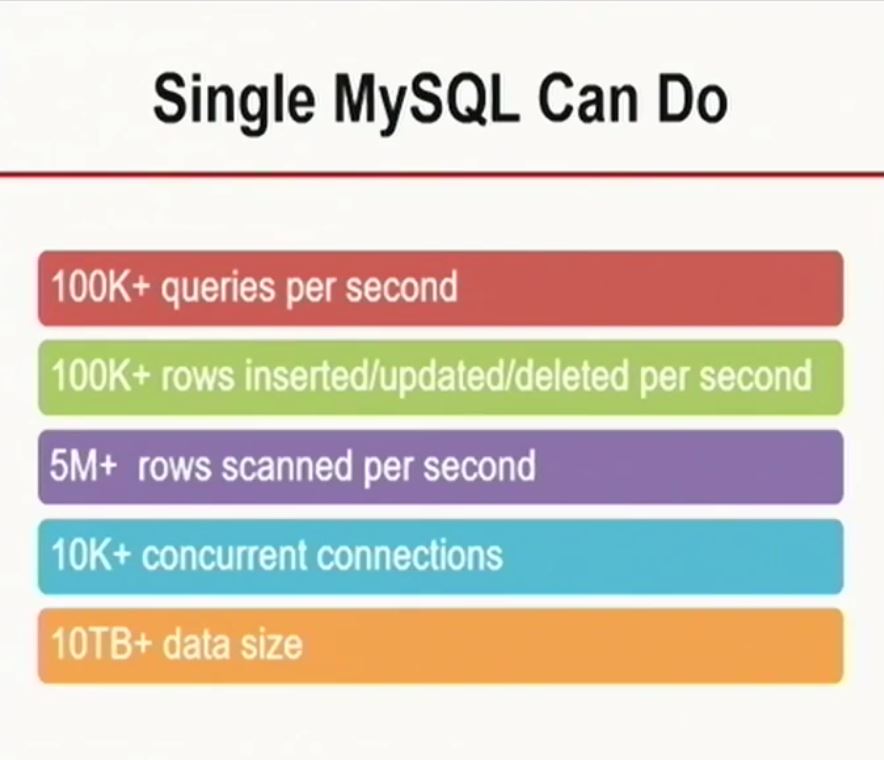 Single MySQL Can Do
100K+ queries per second
100K+ rows inserted/updated/deleted per second
5M+ rows scanned per second
10K+ concurrent connections
10TB+ data size